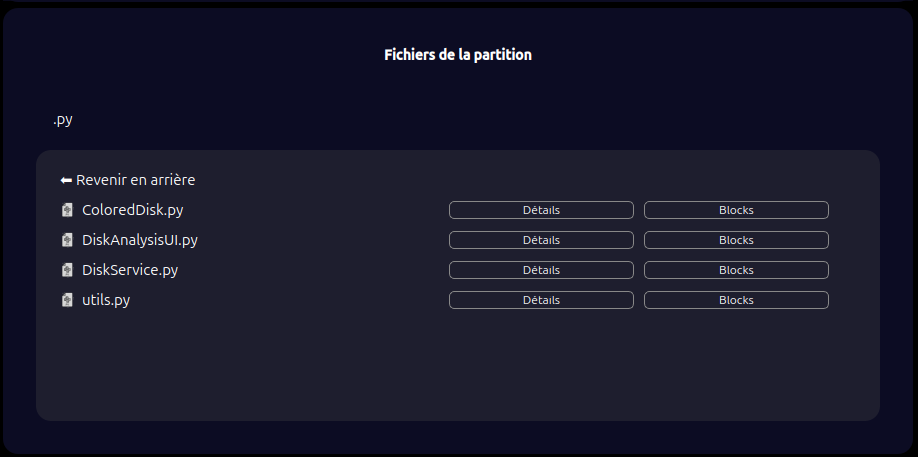 Fichiers de la partition
.py
⬅ Revenir en arrière
ColoredDisk.py Détails Blocks
DiskAnalysisUI.py Détails Blocks
DiskService.py Détails Blocks
utils.py Détails Blocks